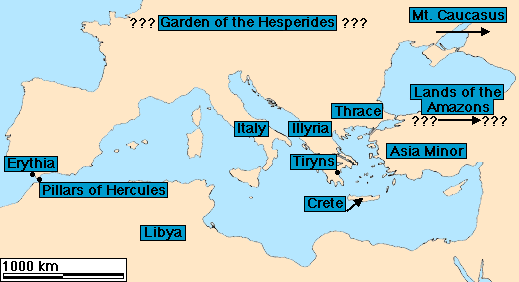 Mt. Caucasus
??? Garden of the Hesperides ???
Lands of the
Amazons
??? ???
Thrace
Italy
Illyria
Tiryns
Asia Minor
Erythia
Pillars of Hercules
Crete
Libya
1000 km